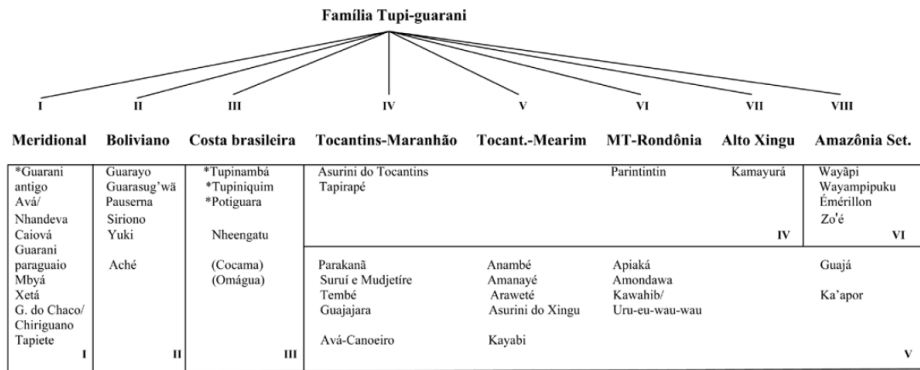 Família Tupi-guarani
I II III IV V VI VII VIII
Meridional Boliviano Costa brasileira Tocantins-Maranhão Tocant.-Mearim MT-Rondônia Alto Xingu Amazônia Set.
*Guarani
antigo
Avá/
Nhandeva
Caiová
Guarani
paraguaio
Mbyá
Xetá
G. do Chaco/
Chiriguano
Tapiete
I
Guarayo
Guarasug'wä
Pauserna
Siriono
Yuki
Aché
II
*Tupinambá
*Tupiniquim
*Potiguara
Nheengatu
(Cocama)
(Omágua)
III
Asurini do Tocantins
Tapirapé
Parintintin
Kamayurá
IV
Wayãpi
Wayampipuku
Émérillon
Zo'é
VI
Parakanã
Suruí e Mudjetíre
Tembé
Guajajara
Avá-Canoeiro
Anambé
Amanayé
Araweté
Asurini do Xingu
Kayabi
Apiaká
Amondawa
Kawahib/
Uru-eu-wau-wau
Guajá
Ka'apor
V